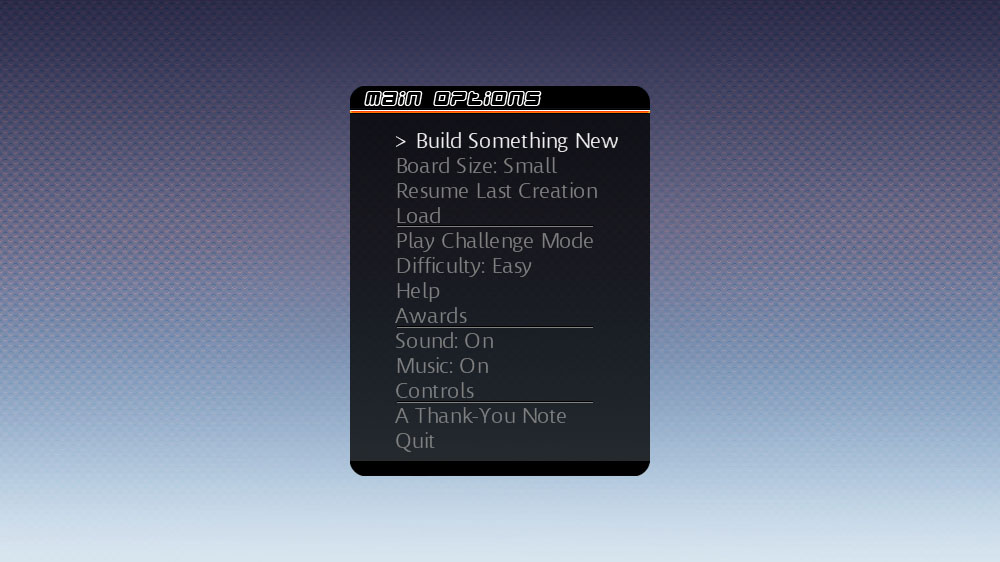 Main Options
> Build Something New
Board Size: Small
Resume Last Creation
Load
Play Challenge Mode
Difficulty: Easy
Help
Awards
Sound: On
Music: On
Controls
A Thank-You Note
Quit